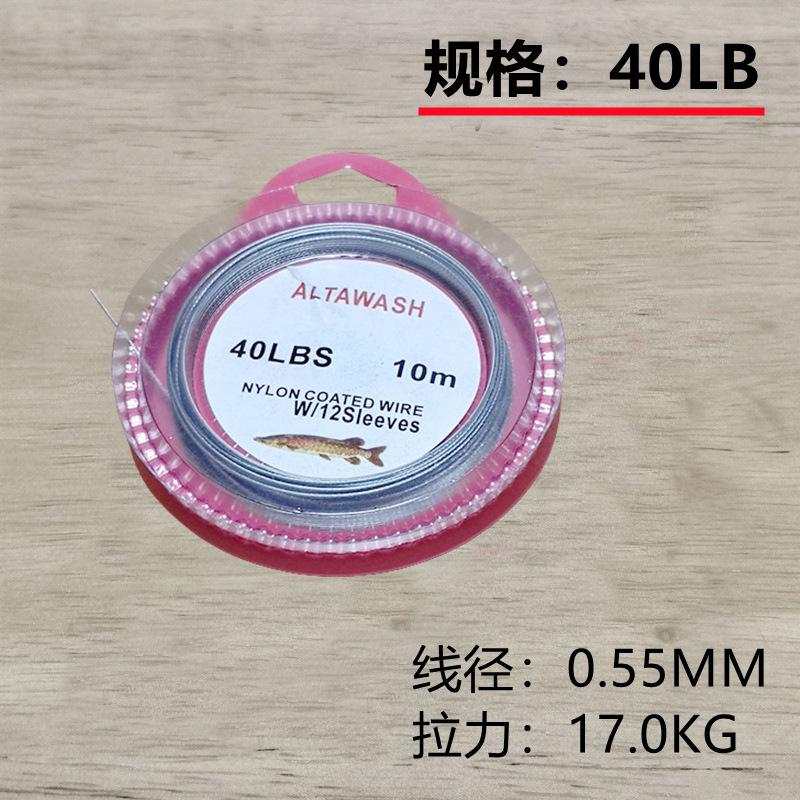 规格：40LB
ALTAWASH
40LBS 10m
NYLON COATED WIRE
W/12Sleeves
线径：0.55MM
拉力：17.0KG